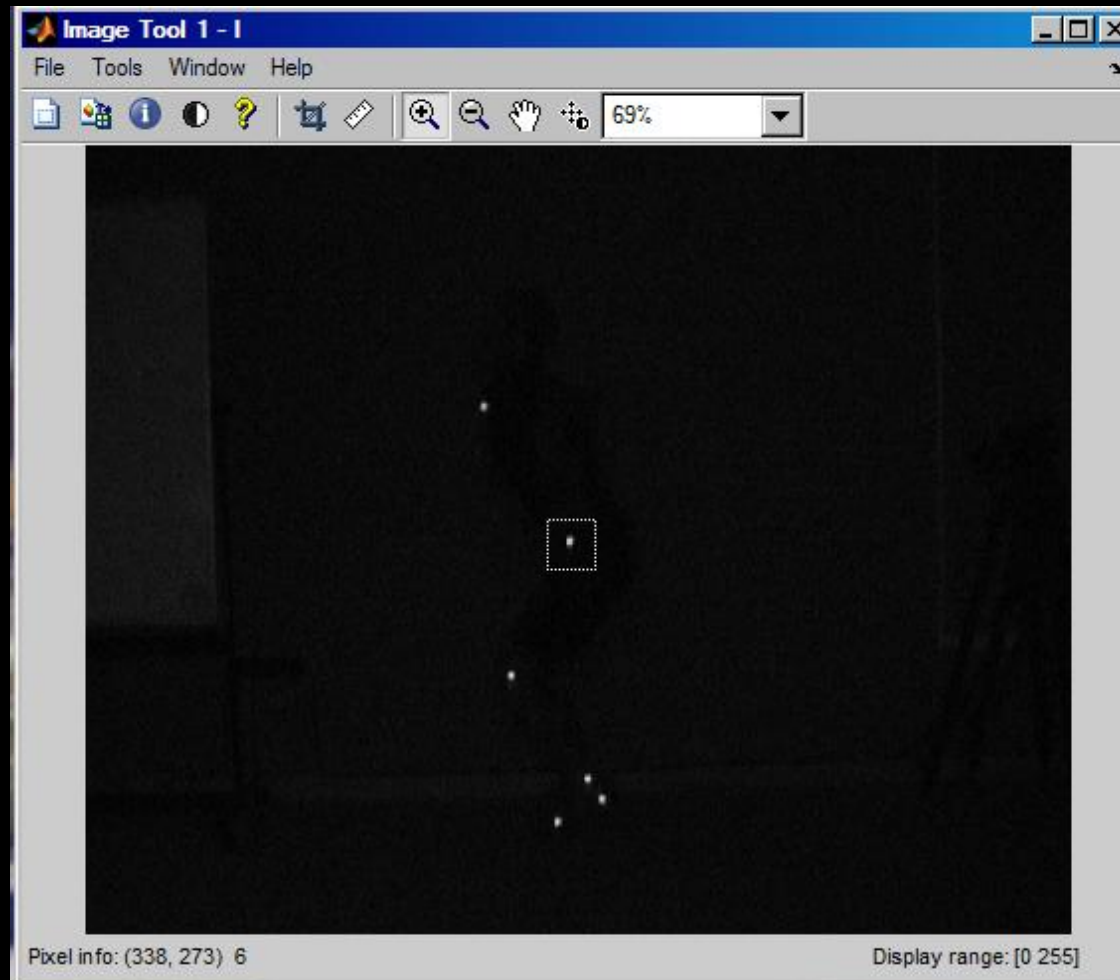 Image Tool 1 - I
File Tools Window Help
69%
Pixel info: (338, 273) 6
Display range: [0 255]